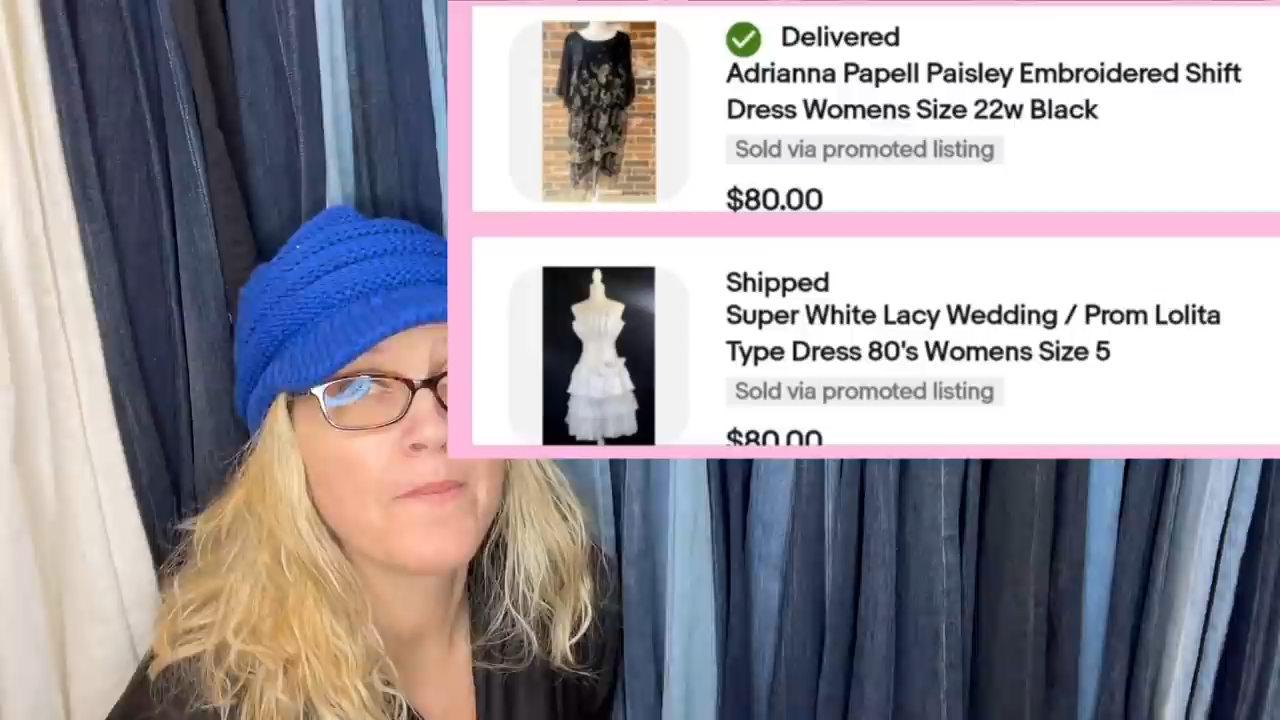 Delivered
Adrianna Papell Paisley Embroidered Shift
Dress Womens Size 22w Black
Sold via promoted listing
$80.00
Shipped
Super White Lacy Wedding / Prom Lolita
Type Dress 80's Womens Size 5
Sold via promoted listing
$80.00